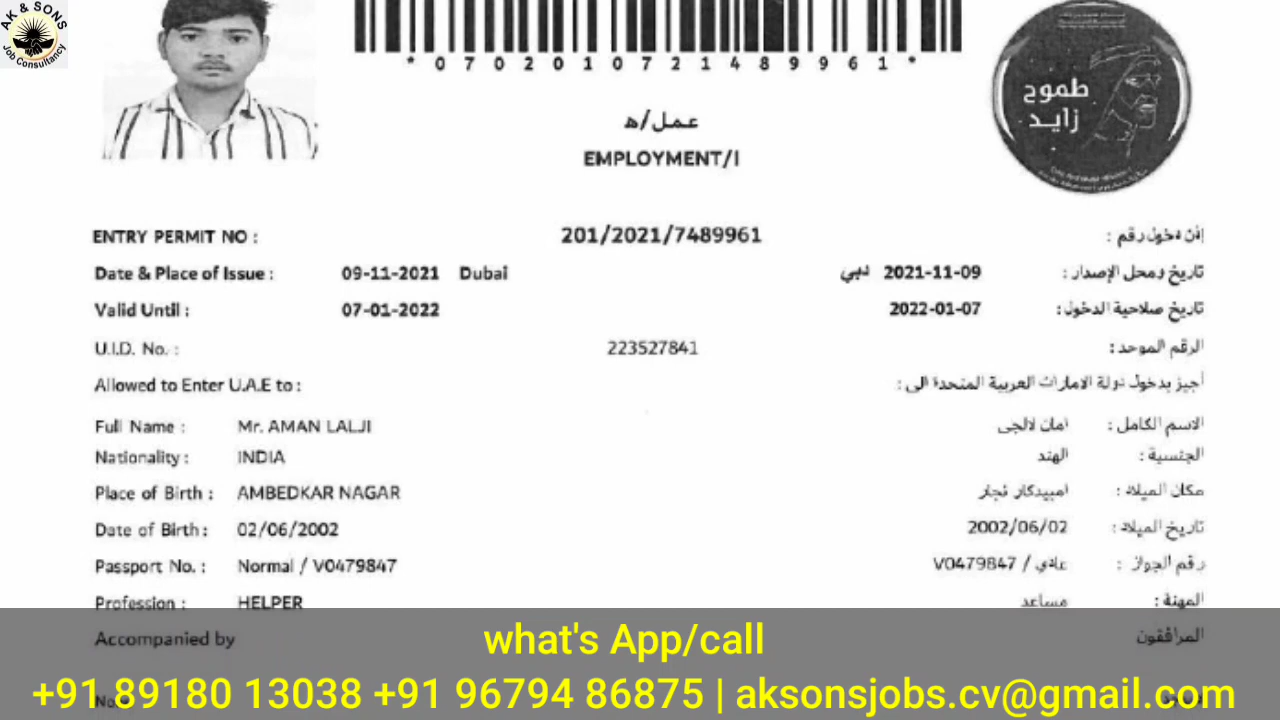 AK & SONS
Job Consultancy
* 0 7 0 2 0 1 0 7 2 1 4 8 9 9 6 1 *
طموح
زايد
عمل/ه
EMPLOYMENT/I
ENTRY PERMIT NO : 201/2021/7489961 إذن دخول رقم :
Date & Place of Issue : 09-11-2021 Dubai دبي 2021-11-09 تاريخ ومحل الإصدار :
Valid Until : 07-01-2022 2022-01-07 تاريخ صلاحية الدخول :
U.I.D. No. : 223527841 الرقم الموحد :
Allowed to Enter U.A.E to : أجيز بدخول دولة الامارات العربية المتحدة الى :
Full Name : Mr. AMAN LALJI امان لالجى الاسم الكامل :
Nationality : INDIA الهند الجنسية :
Place of Birth : AMBEDKAR NAGAR امبيدكار نجار مكان الميلاد :
Date of Birth : 02/06/2002 2002/06/02 تاريخ الميلاد :
Passport No. : Normal / V0479847 عادي / V0479847 رقم الجواز :
Profession : HELPER مساعد المهنة :
Accompanied by المرافقون
what's App/call
+91 89180 13038 +91 96794 86875 | aksonsjobs.cv@gmail.com